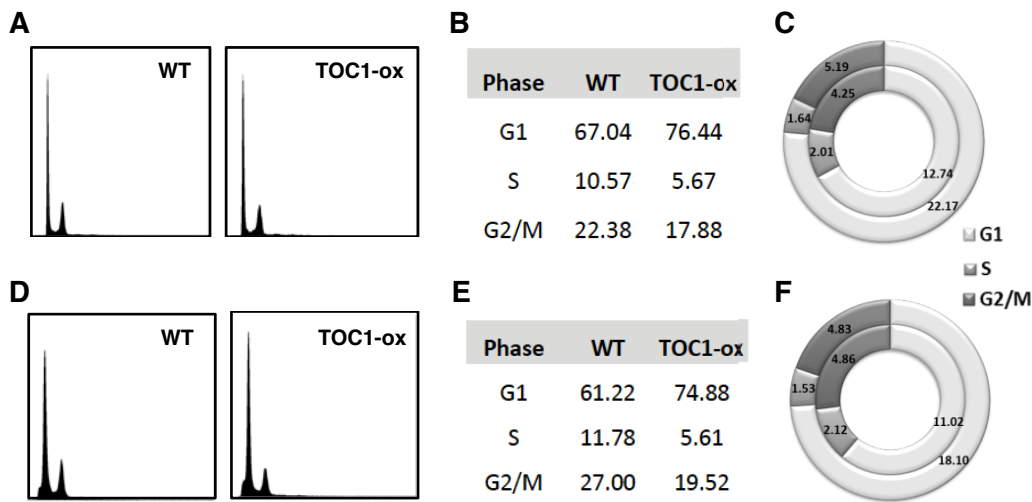 A
WT
TOC1-ox
B
Phase WT TOC1-ox
G1 67.04 76.44
S 10.57 5.67
G2/M 22.38 17.88
C
5.19
4.25
1.64
2.01
12.74
22.17
G1
S
G2/M
D
WT
TOC1-ox
E
Phase WT TOC1-ox
G1 61.22 74.88
S 11.78 5.61
G2/M 27.00 19.52
F
4.83
4.86
1.53
2.12
11.02
18.10